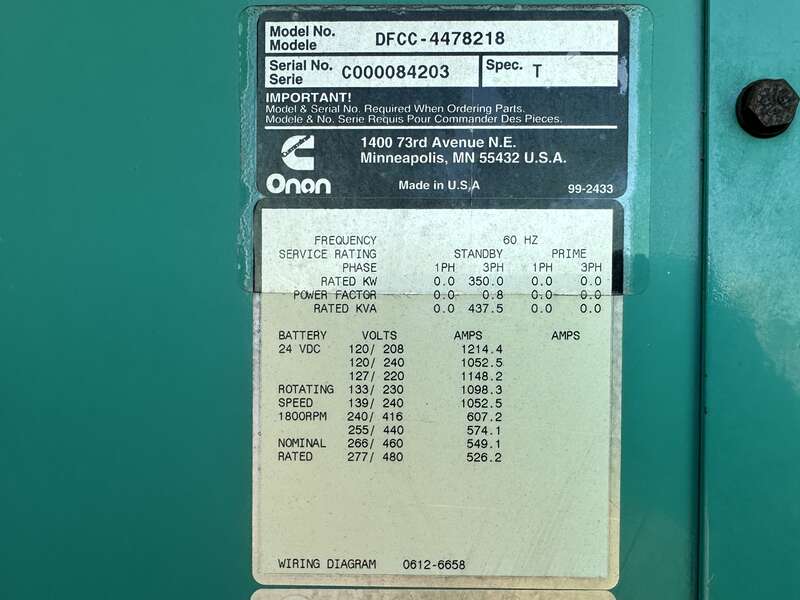 Model No. DFCC-4478218
Modele
Serial No. C000084203 Spec. T
Serie
IMPORTANT!
Model & Serial No. Required When Ordering Parts.
Modele & No. Serie Requis Pour Commander Des Pieces.
Cummins
Onan
1400 73rd Avenue N.E.
Minneapolis, MN 55432 U.S.A.
Made in U.S.A 99-2433
FREQUENCY 60 HZ
SERVICE RATING STANDBY PRIME
PHASE 1PH 3PH 1PH 3PH
RATED KW 0.0 350.0 0.0 0.0
POWER FACTOR 0.0 0.8 0.0 0.0
RATED KVA 0.0 437.5 0.0 0.0
BATTERY VOLTS AMPS AMPS
24 VDC 120/ 208 1214.4
120/ 240 1052.5
127/ 220 1148.2
ROTATING 133/ 230 1098.3
SPEED 139/ 240 1052.5
1800RPM 240/ 416 607.2
255/ 440 574.1
NOMINAL 266/ 460 549.1
RATED 277/ 480 526.2
WIRING DIAGRAM 0612-6658